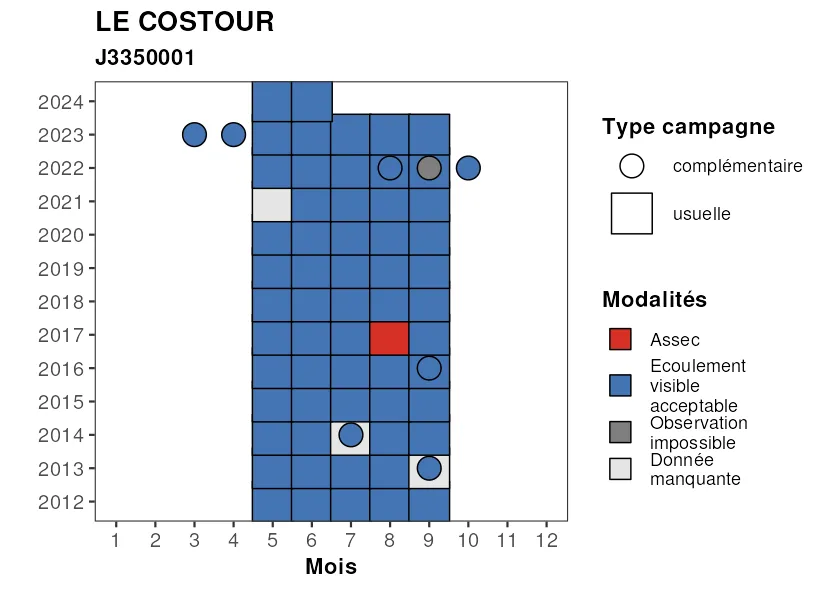 LE COSTOUR
J3350001
2024
2023
2022
2021
2020
2019
2018
2017
2016
2015
2014
2013
2012
1 2 3 4 5 6 7 8 9 10 11 12
Mois
Type campagne
complémentaire
usuelle
Modalités
Assec
Ecoulement
visible
acceptable
Observation
impossible
Donnée
manquante